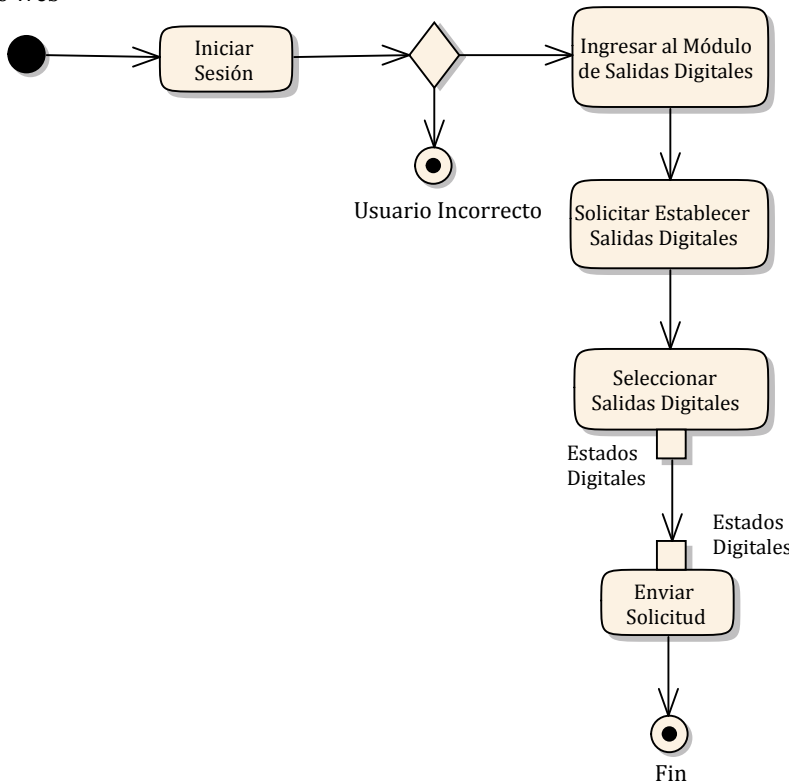 Iniciar
Sesión
Ingresar al Módulo
de Salidas Digitales
Usuario Incorrecto
Solicitar Establecer
Salidas Digitales
Seleccionar
Salidas Digitales
Estados
Digitales
Estados
Digitales
Enviar
Solicitud
Fin